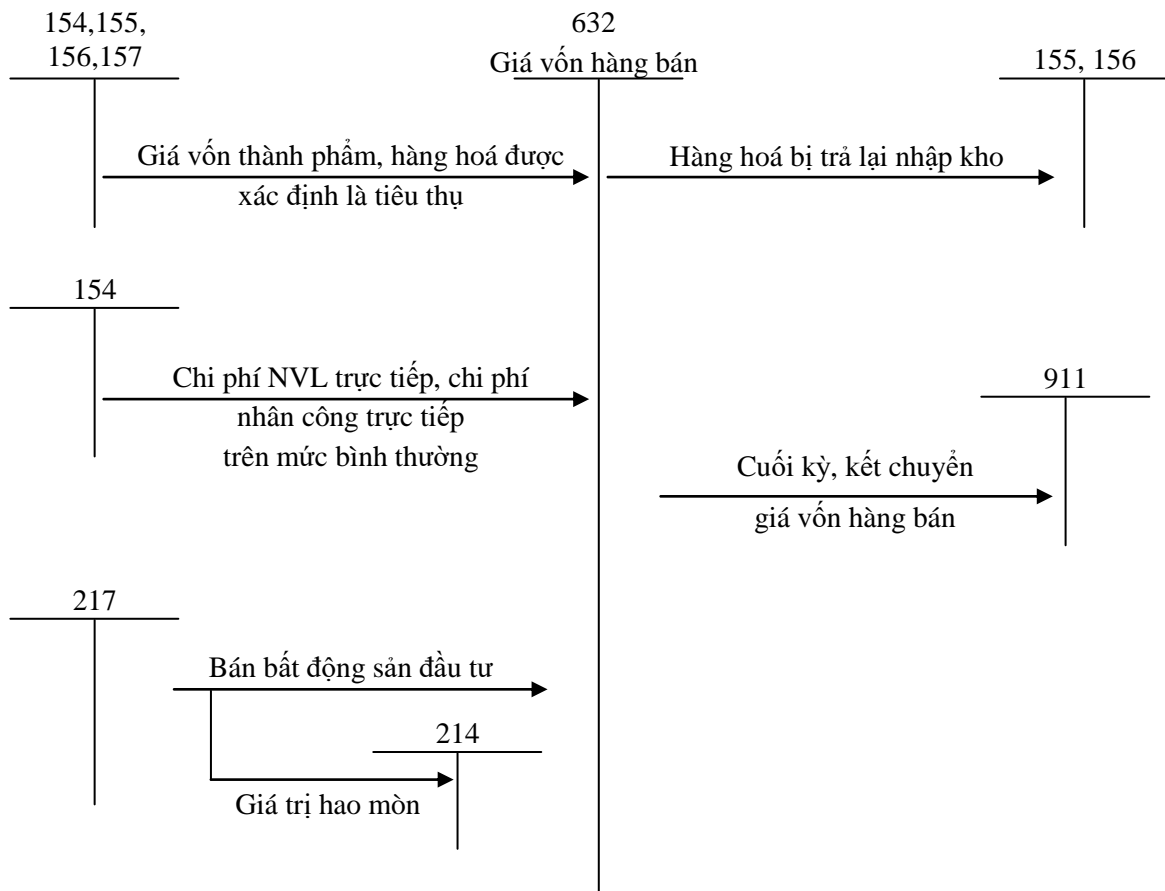 154,155,
156,157
632
Giá vốn hàng bán
155, 156
Giá vốn thành phẩm, hàng hoá được
xác định là tiêu thụ
Hàng hoá bị trả lại nhập kho
154
Chi phí NVL trực tiếp, chi phí
nhân công trực tiếp
trên mức bình thường
911
Cuối kỳ, kết chuyển
giá vốn hàng bán
217
Bán bất động sản đầu tư
214
Giá trị hao mòn